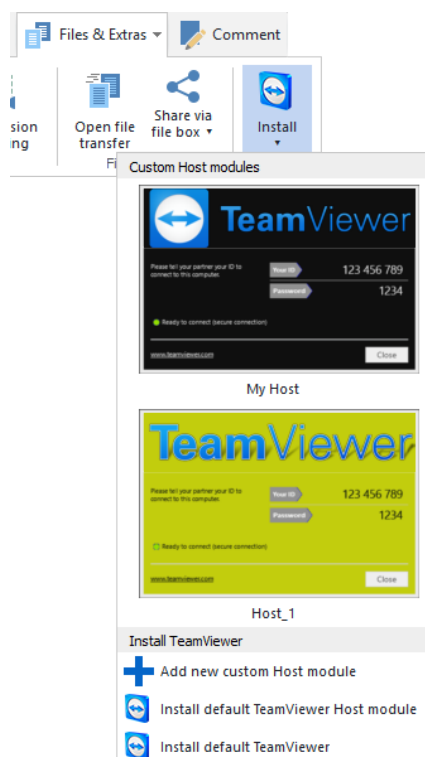 Files & Extras
Comment
sion
ng
Open file
transfer
Share via
file box
Install
Fi
Custom Host modules
TeamViewer
Please tell your partner your ID to
connect to this computer.
Your ID
123 456 789
Password
1234
Ready to connect (secure connection)
www.teamviewer.com
Close
My Host
TeamViewer
Please tell your partner your ID to
connect to this computer.
Your ID
123 456 789
Password
1234
Ready to connect (secure connection)
www.teamviewer.com
Close
Host_1
Install TeamViewer
Add new custom Host module
Install default TeamViewer Host module
Install default TeamViewer